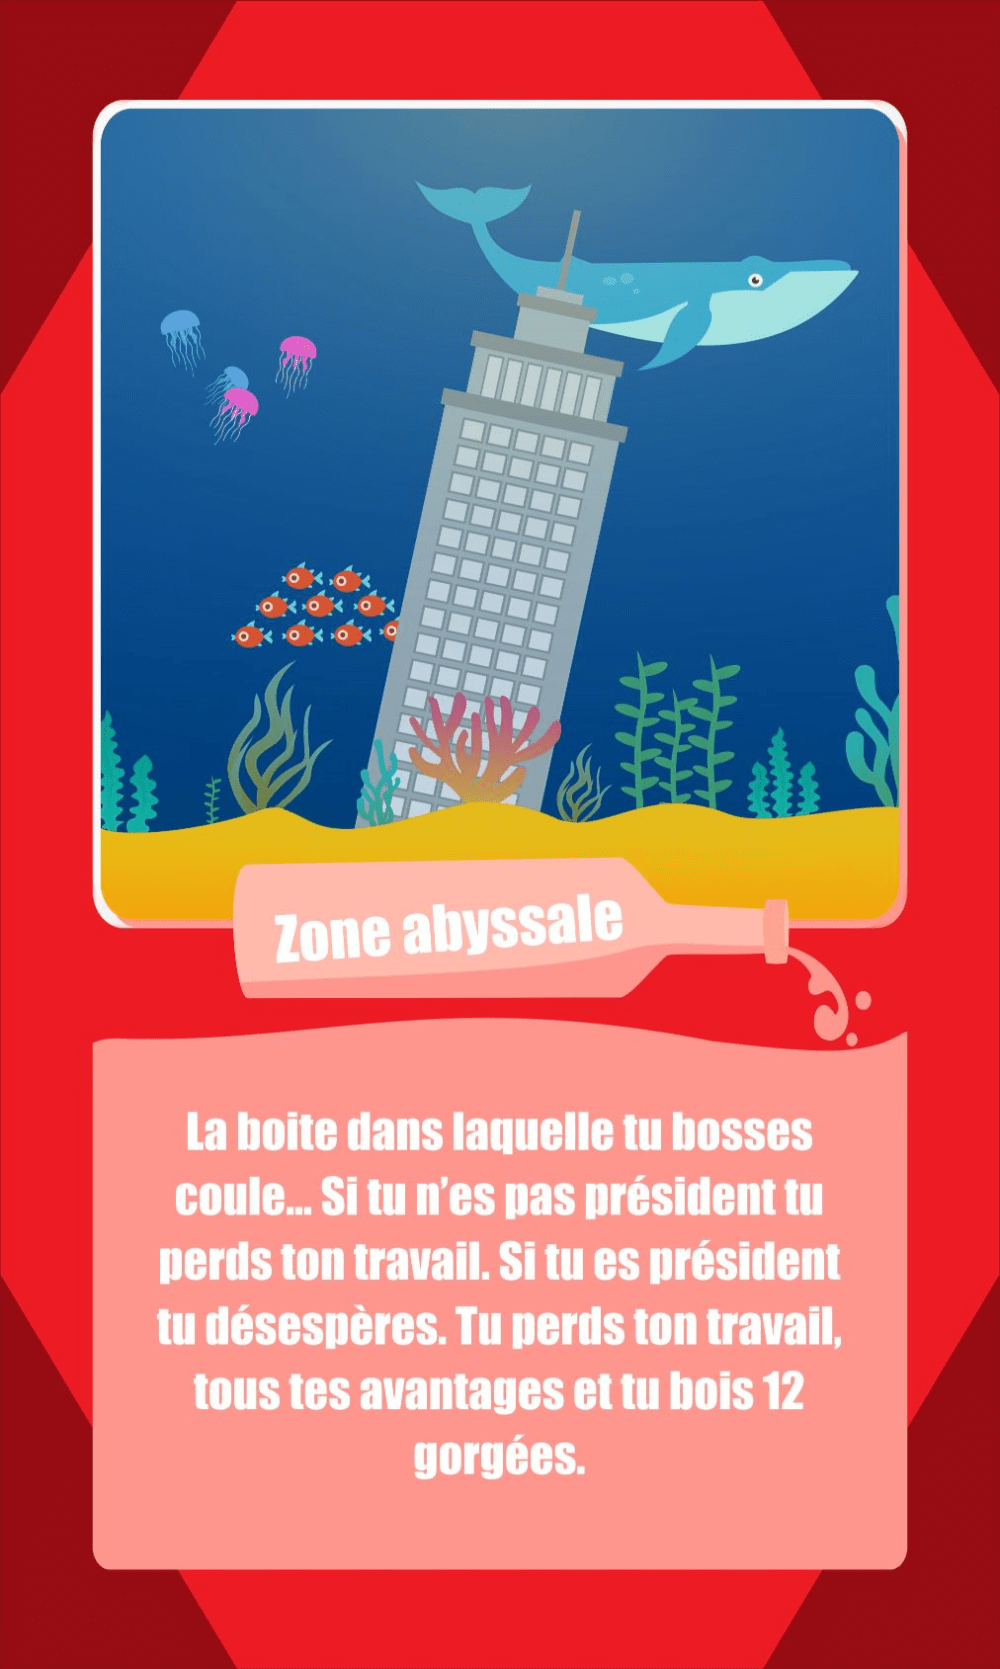 Zone abyssale
La boite dans laquelle tu bosses
coule... Si tu n’es pas président tu
perds ton travail. Si tu es président
tu désespères. Tu perds ton travail,
tous tes avantages et tu bois 12
gorgées.